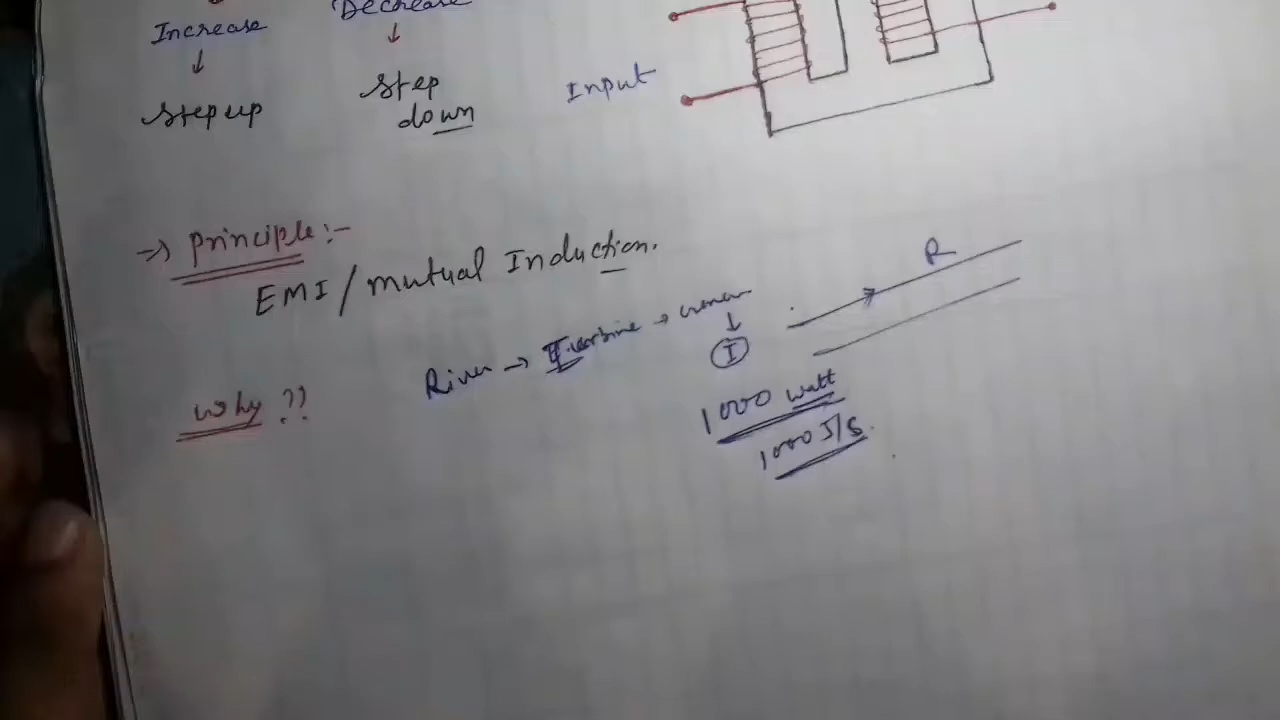 Increase
Decrease
↓
↓
Step up
Step
down
Input
→ Principle:-
EMI/mutual Induction.
R
River → Turbine →
↓
I
Why ??
1000 watt
1000 J/S.